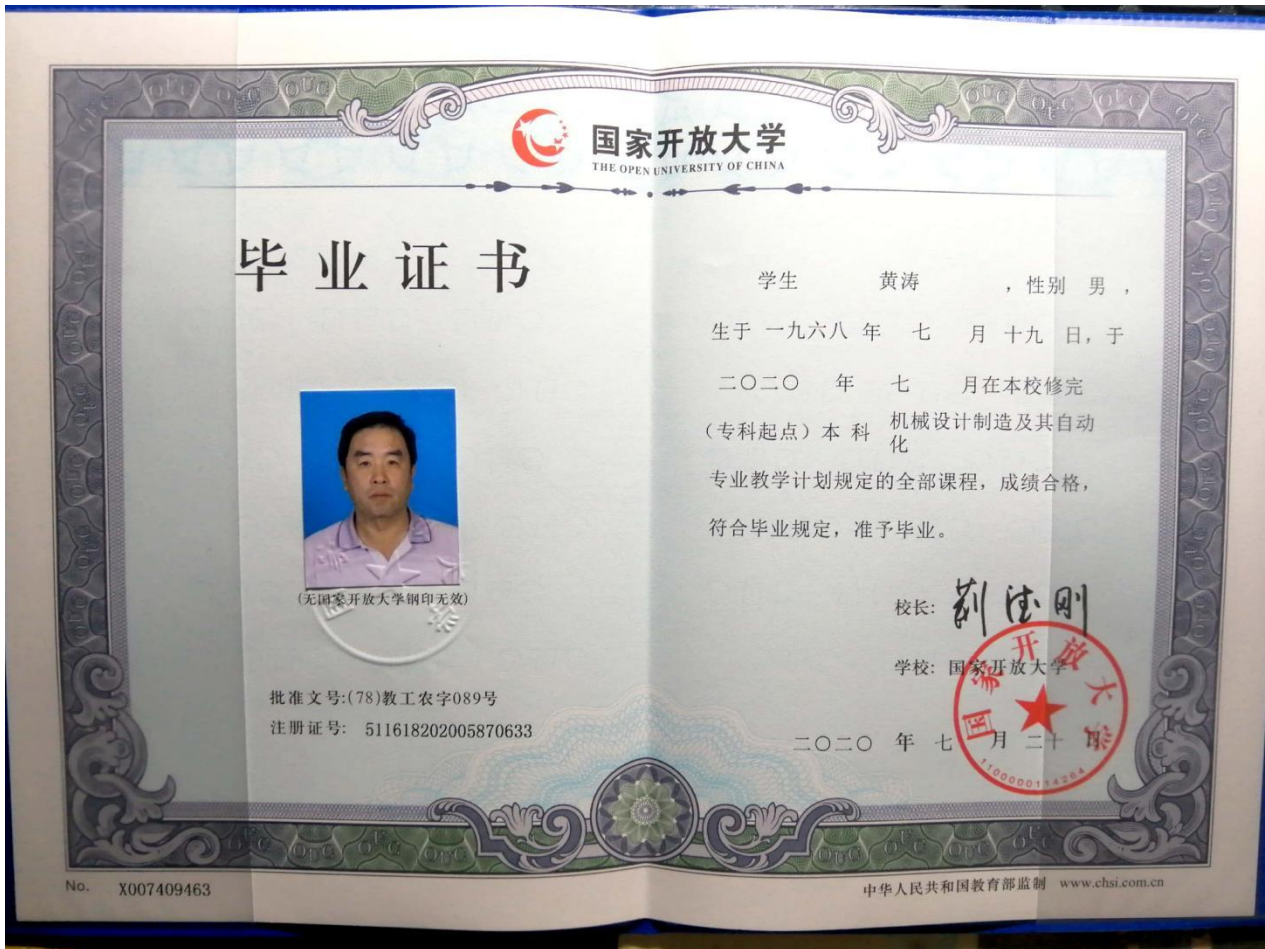 国家开放大学
THE OPEN UNIVERSITY OF CHINA
毕业证书
(无国家开放大学钢印无效)
批准文号:(78)教工农字089号
注册证号: 511618202005870633
学生 黄涛 ，性别 男 ，
生于 一九六八 年 七 月 十九 日，于
二〇二〇 年 七 月在本校修完
（专科起点）本 科 机械设计制造及其自动
化
专业教学计划规定的全部课程，成绩合格，
符合毕业规定，准予毕业。
校长:
学校: 国家开放大学
二〇二〇 年 七 月 二十 日
国家开放大学
1100000114264
No. X007409463
中华人民共和国教育部监制 www.chsi.com.cn